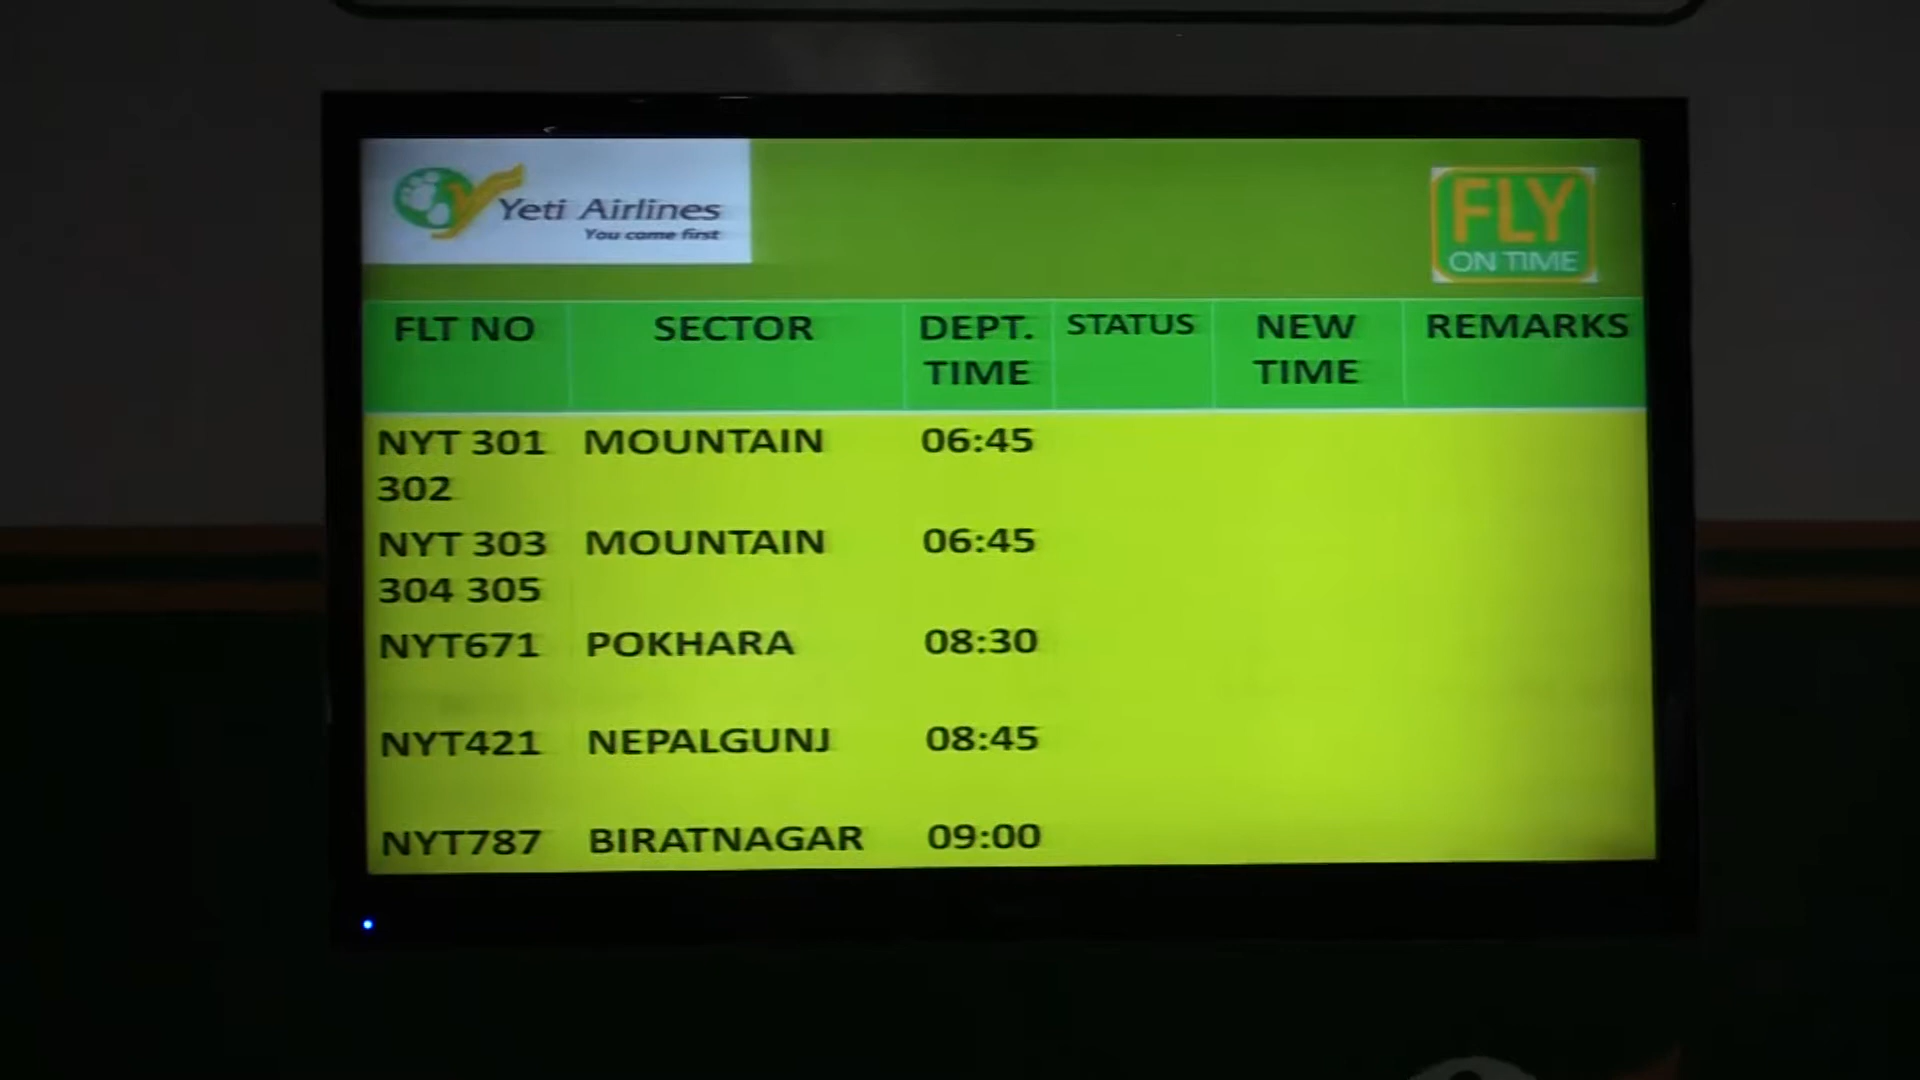 Yeti Airlines
You come first
FLY
ON TIME
FLT NO SECTOR DEPT. TIME STATUS NEW TIME REMARKS
NYT 301 302 MOUNTAIN 06:45
NYT 303 304 305 MOUNTAIN 06:45
NYT671 POKHARA 08:30
NYT421 NEPALGUNJ 08:45
NYT787 BIRATNAGAR 09:00